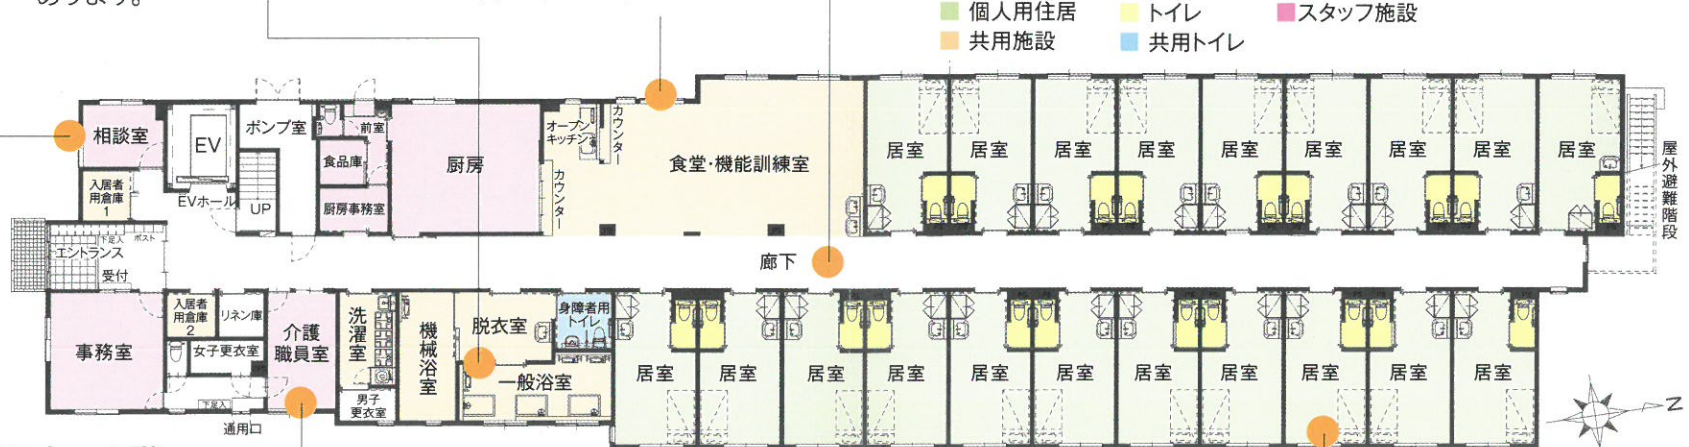 あります。
個人用住居
トイレ
スタッフ施設
共用施設
共用トイレ
相談室
EV
ポンプ室
前室
食品庫
厨房
オープン
キッチン
カウンター
カウンター
食堂・機能訓練室
居室
居室
居室
居室
居室
居室
居室
居室
居室
屋外避難階段
入居者
用倉庫
1
EVホール
UP
厨房事務室
下足入
ポスト
エントランス
受付
廊下
事務室
入居者
用倉庫
2
リネン庫
女子更衣室
下足入
通用口
介護
職員室
洗濯室
男子
更衣室
機械浴室
脱衣室
身障者用
トイレ
一般浴室
居室
居室
居室
居室
居室
居室
居室
居室
居室
居室
居室
N